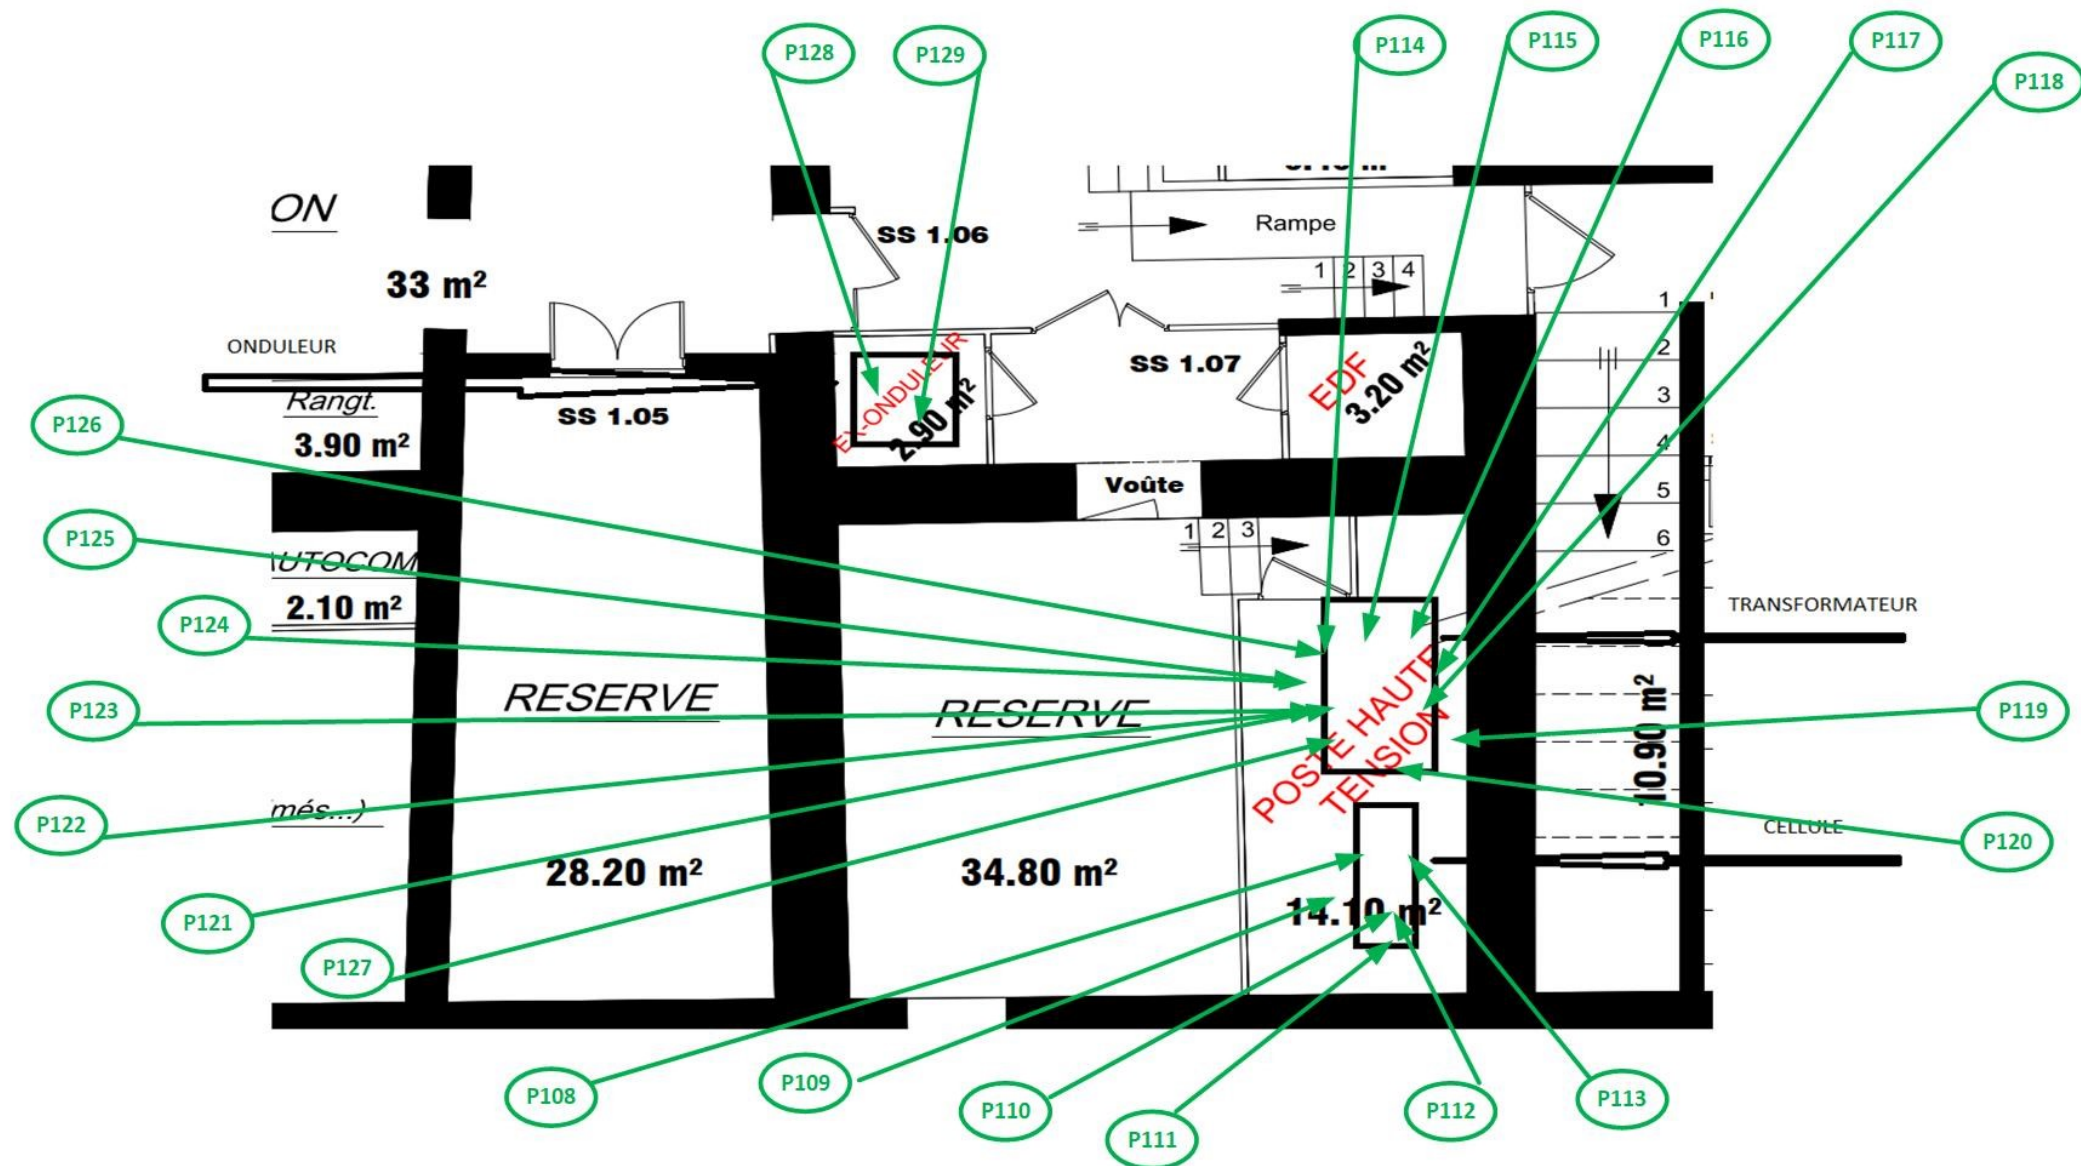 P128
P129
P114
P115
P116
P117
P118
ON
33 m²
SS 1.06
Rampe
1 2 3 4
ONDULEUR
Rangt.
3.90 m²
SS 1.05
EX-ONDULEUR
2.90 m²
SS 1.07
EDF
3.20 m²
1
2
3
4
5
6
Voûte
1 2 3
P126
P125
P124
P123
P122
P121
P127
AUTOCOM
2.10 m²
RESERVE
RESERVE
més...)
28.20 m²
34.80 m²
POSTE HAUTE
TENSION
14.10 m²
10.90 m²
TRANSFORMATEUR
CELLULE
P119
P120
P108
P109
P110
P111
P112
P113